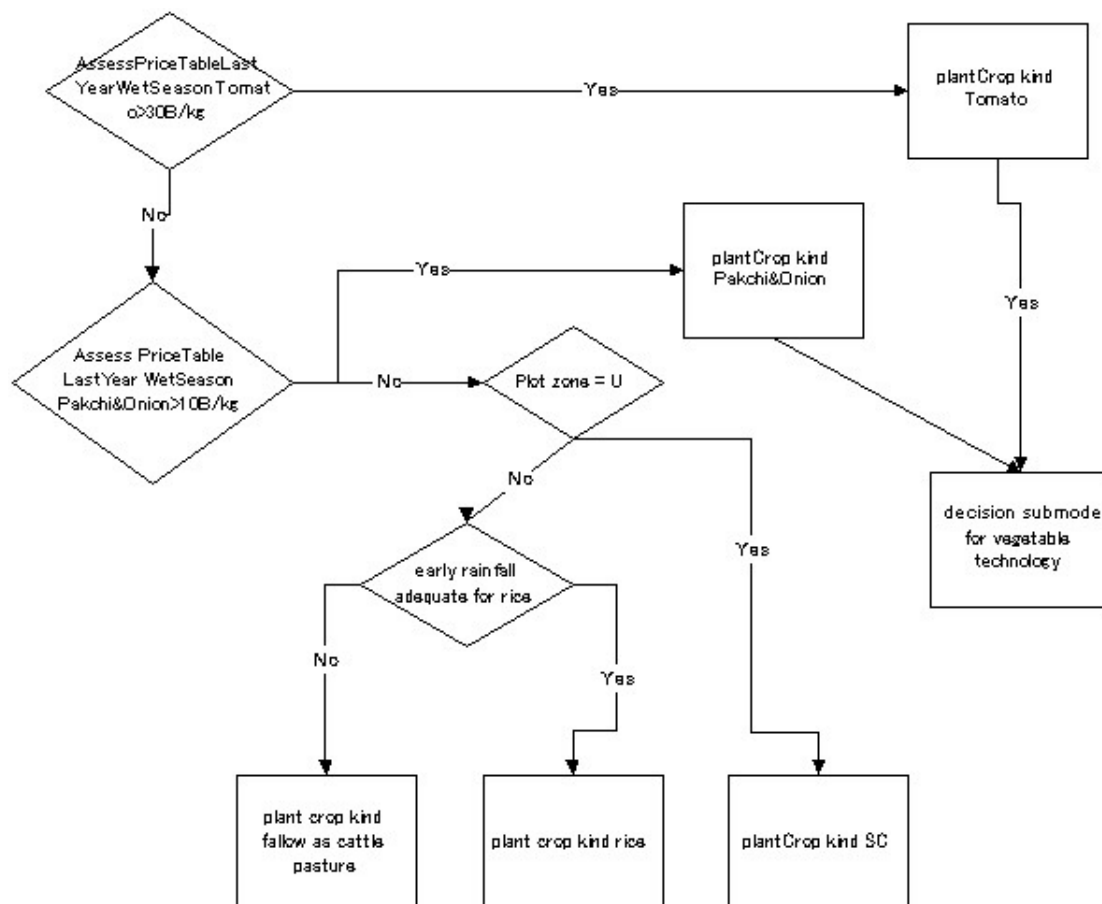 AssessPriceTableLast
YearWetSeasonTomat
o>30B/kg
Yes
plantCrop kind
Tomato
No
plantCrop kind
Pakchi&Onion
Yes
Yes
Assess PriceTable
LastYear WetSeason
Pakchi&Onion>10B/kg
No
Plot zone = U
No
decision submode
for vegetable
technology
Yes
early rainfall
adequate for rice
No
Yes
plant crop kind
fallow as cattle
pasture
plant crop kind rice
plantCrop kind SC